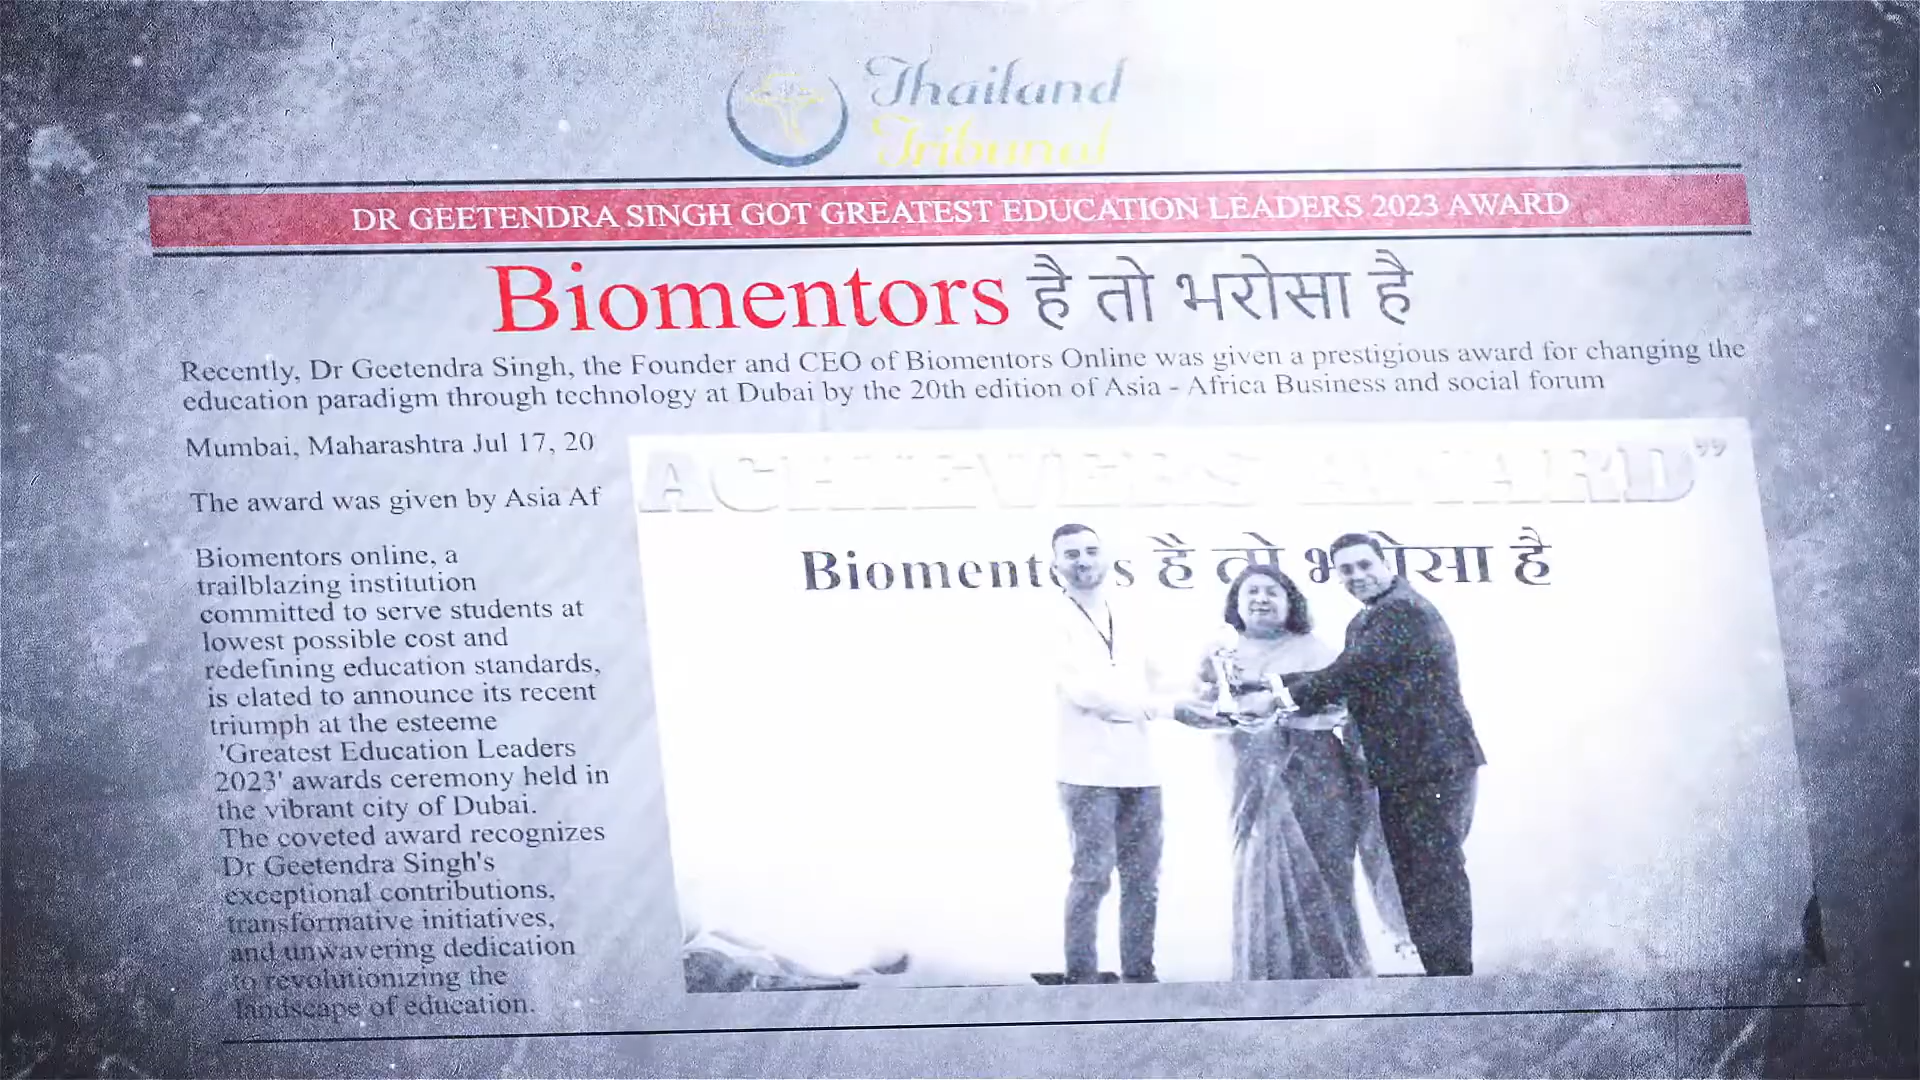 Thailand
Tribunal
DR GEETENDRA SINGH GOT GREATEST EDUCATION LEADERS 2023 AWARD
Biomentors है तो भरोसा है
Recently, Dr Geetendra Singh, the Founder and CEO of Biomentors Online was given a prestigious award for changing the
education paradigm through technology at Dubai by the 20th edition of Asia - Africa Business and social forum
Mumbai, Maharashtra Jul 17, 20
The award was given by Asia Af
Biomentors online, a
trailblazing institution
committed to serve students at
lowest possible cost and
redefining education standards,
is elated to announce its recent
triumph at the esteeme
'Greatest Education Leaders
2023' awards ceremony held in
the vibrant city of Dubai.
The coveted award recognizes
Dr Geetendra Singh's
exceptional contributions,
transformative initiatives,
and unwavering dedication
to revolutionizing the
landscape of education.
ACHIEVERS AWARD”
Biomentors है तो भरोसा है